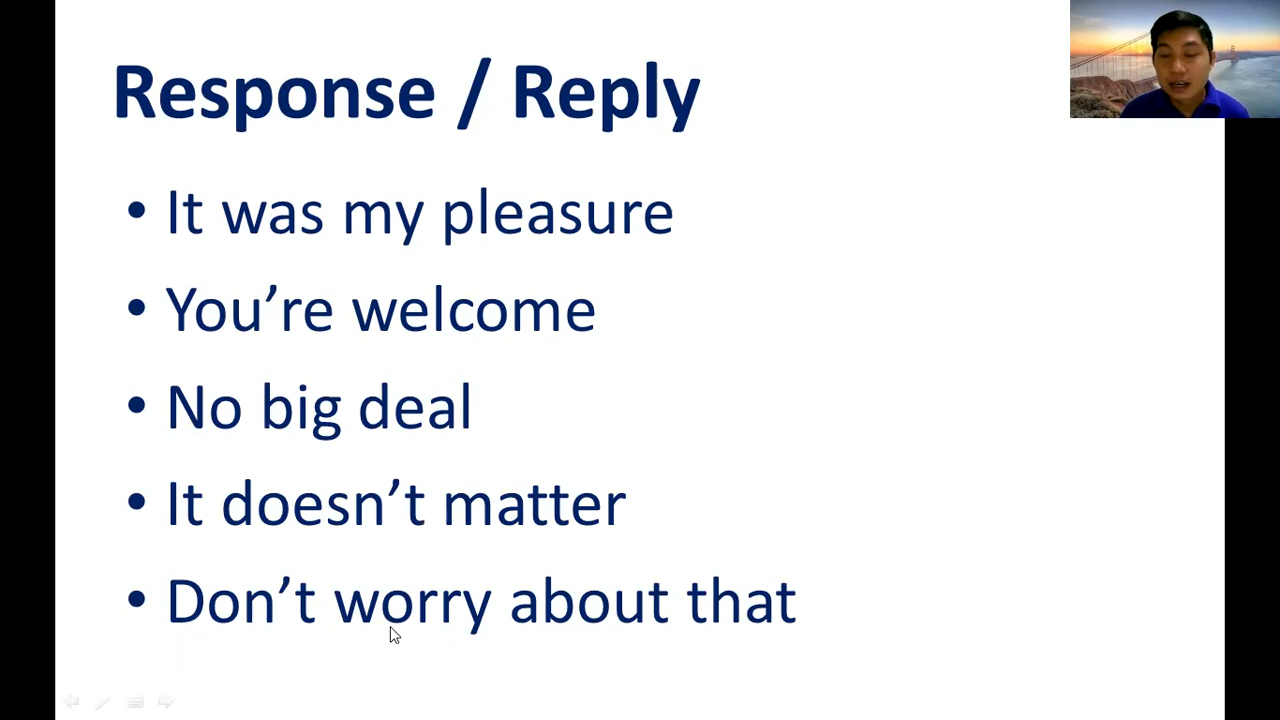 Response / Reply
• It was my pleasure
• You’re welcome
• No big deal
• It doesn’t matter
• Don’t worry about that